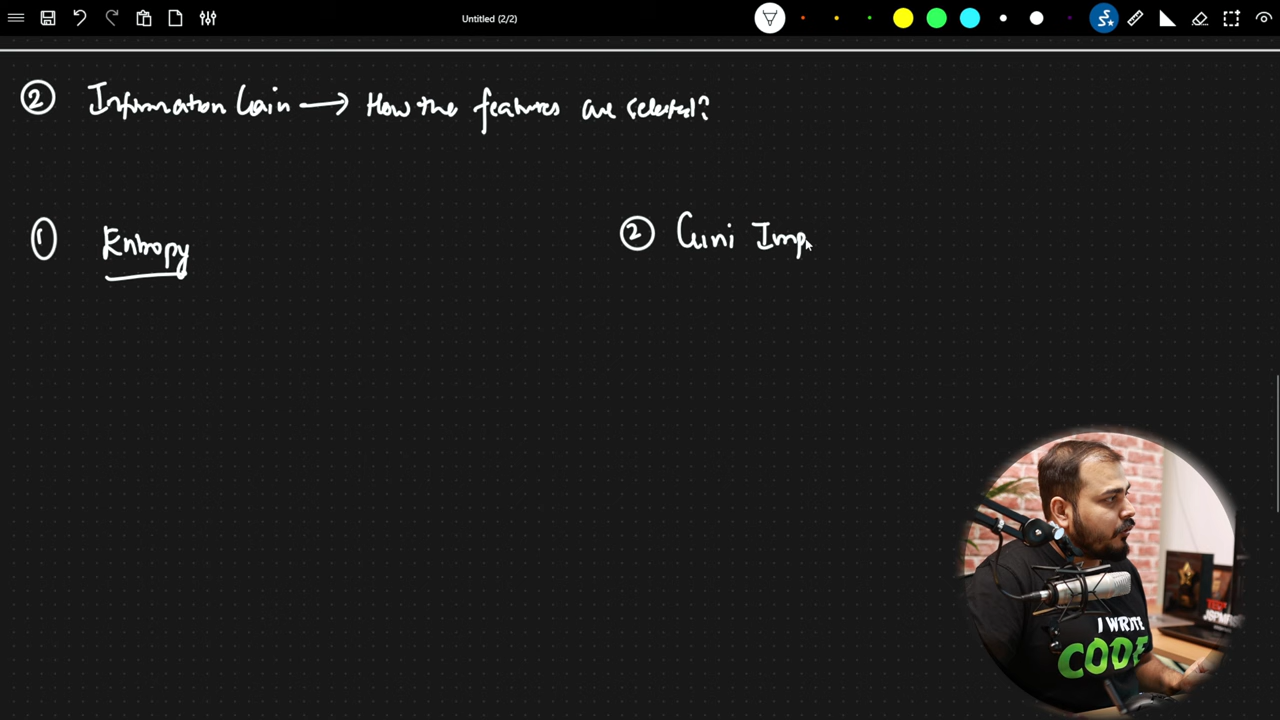 Untitled (2/2)
② Information Gain → How the features are selected?
① Entropy
② Gini Imp
I WRITE
CODE